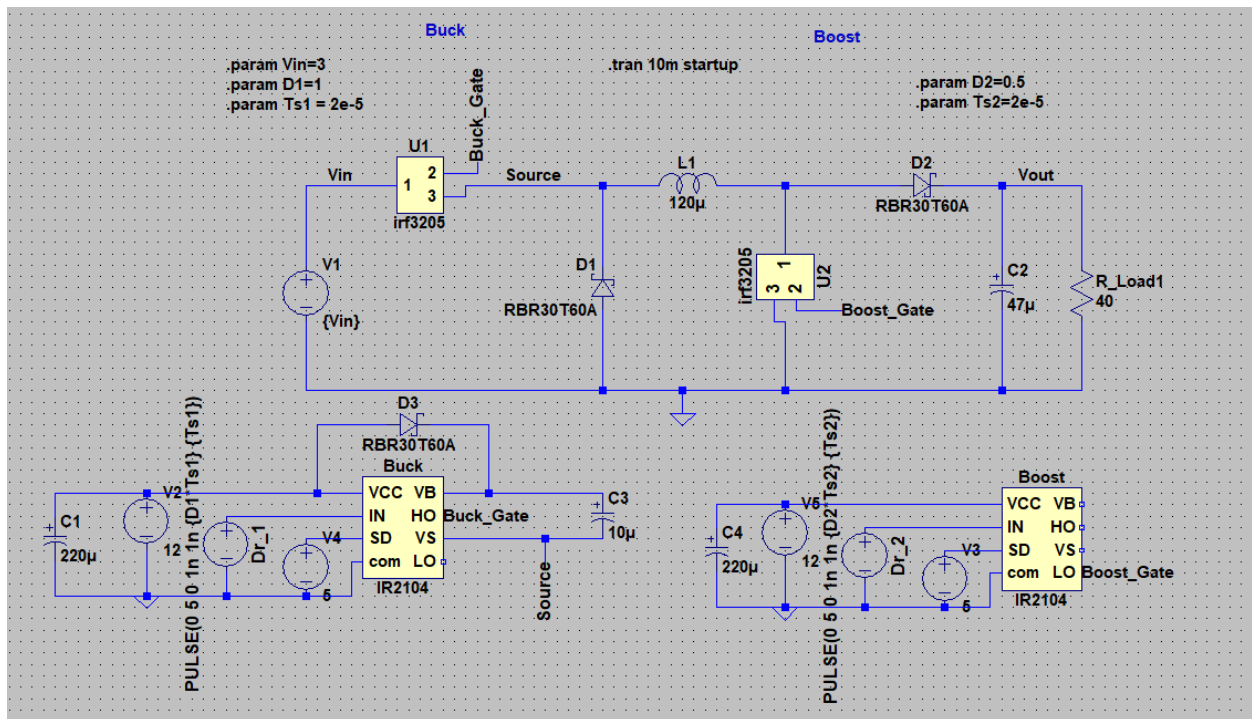 Buck
Boost
.param Vin=3
.param D1=1
.param Ts1 = 2e-5
.tran 10m startup
.param D2=0.5
.param Ts2=2e-5
Buck_Gate
U1
1
2
3
irf3205
Vin
Source
L1
120µ
D2
RBR30T60A
Vout
V1
{Vin}
D1
RBR30T60A
irf3205
1
3
2
U2
Boost_Gate
C2
47µ
R_Load1
40
D3
RBR30T60A
Buck
VCC VB
IN HO
SD VS
com LO
IR2104
Buck_Gate
C3
10µ
Source
C1
220µ
V2
12
PULSE(0 5 0 1n 1n {D1*Ts1} {Ts1})
Dr_1
V4
5
Boost
VCC VB
IN HO
SD VS
com LO
IR2104
Boost_Gate
C4
220µ
V5
12
PULSE(0 5 0 1n 1n {D2*Ts2} {Ts2})
Dr_2
V3
5